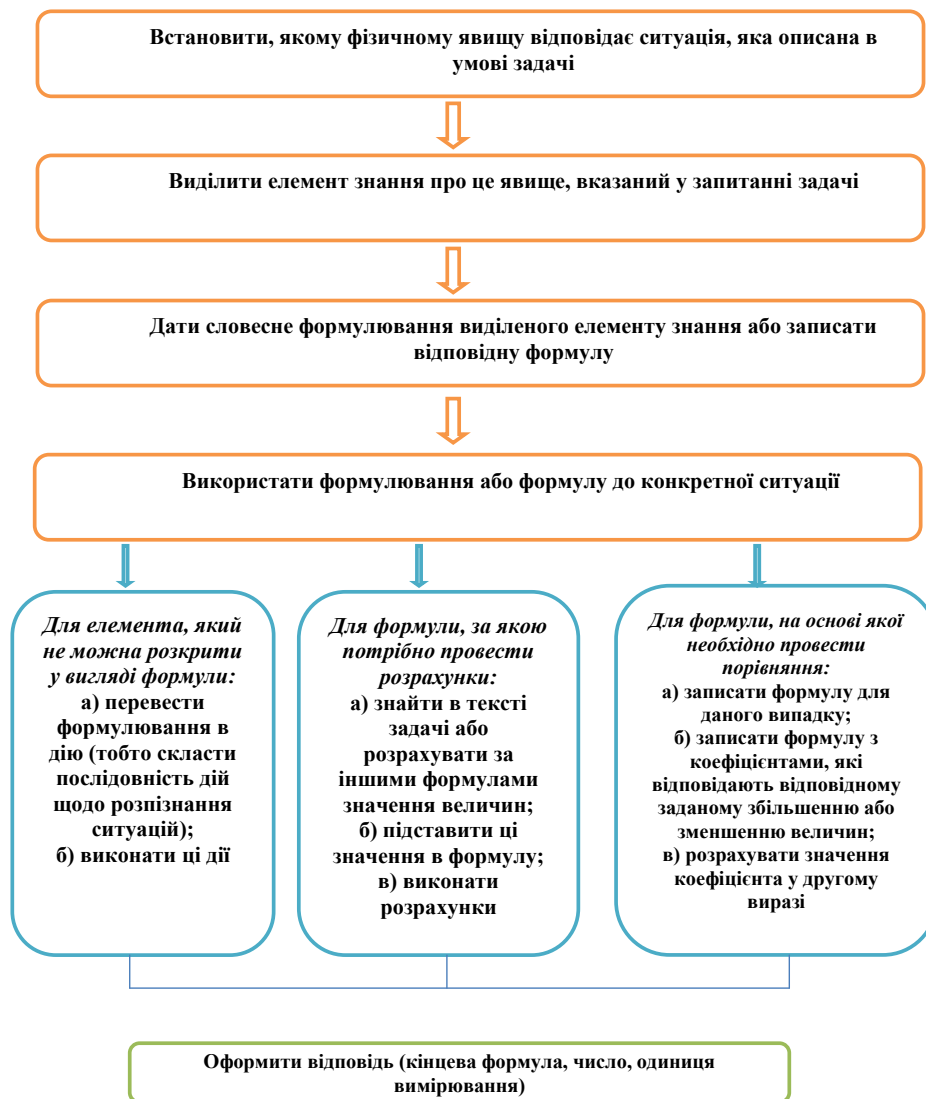 Встановити, якому фізичному явищу відповідає ситуація, яка описана в
умові задачі
Виділити елемент знання про це явище, вказаний у запитанні задачі
Дати словесне формулювання виділеного елементу знання або записати
відповідну формулу
Використати формулювання або формулу до конкретної ситуації
Для елемента, який
не можна розкрити
у вигляді формули:
а) перевести
формулювання в
дію (тобто скласти
послідовність дій
щодо розпізнання
ситуацій);
б) виконати ці дії
Для формули, за якою
потрібно провести
розрахунки:
а) знайти в тексті
задачі або
розрахувати за
іншими формулами
значення величин;
б) підставити ці
значення в формулу;
в) виконати
розрахунки
Для формули, на основі якої
необхідно провести
порівняння:
а) записати формулу для
даного випадку;
б) записати формулу з
коефіцієнтами, які
відповідають відповідному
заданому збільшенню або
зменшенню величин;
в) розрахувати значення
коефіцієнта у другому
виразі
Оформити відповідь (кінцева формула, число, одиниця
вимірювання)